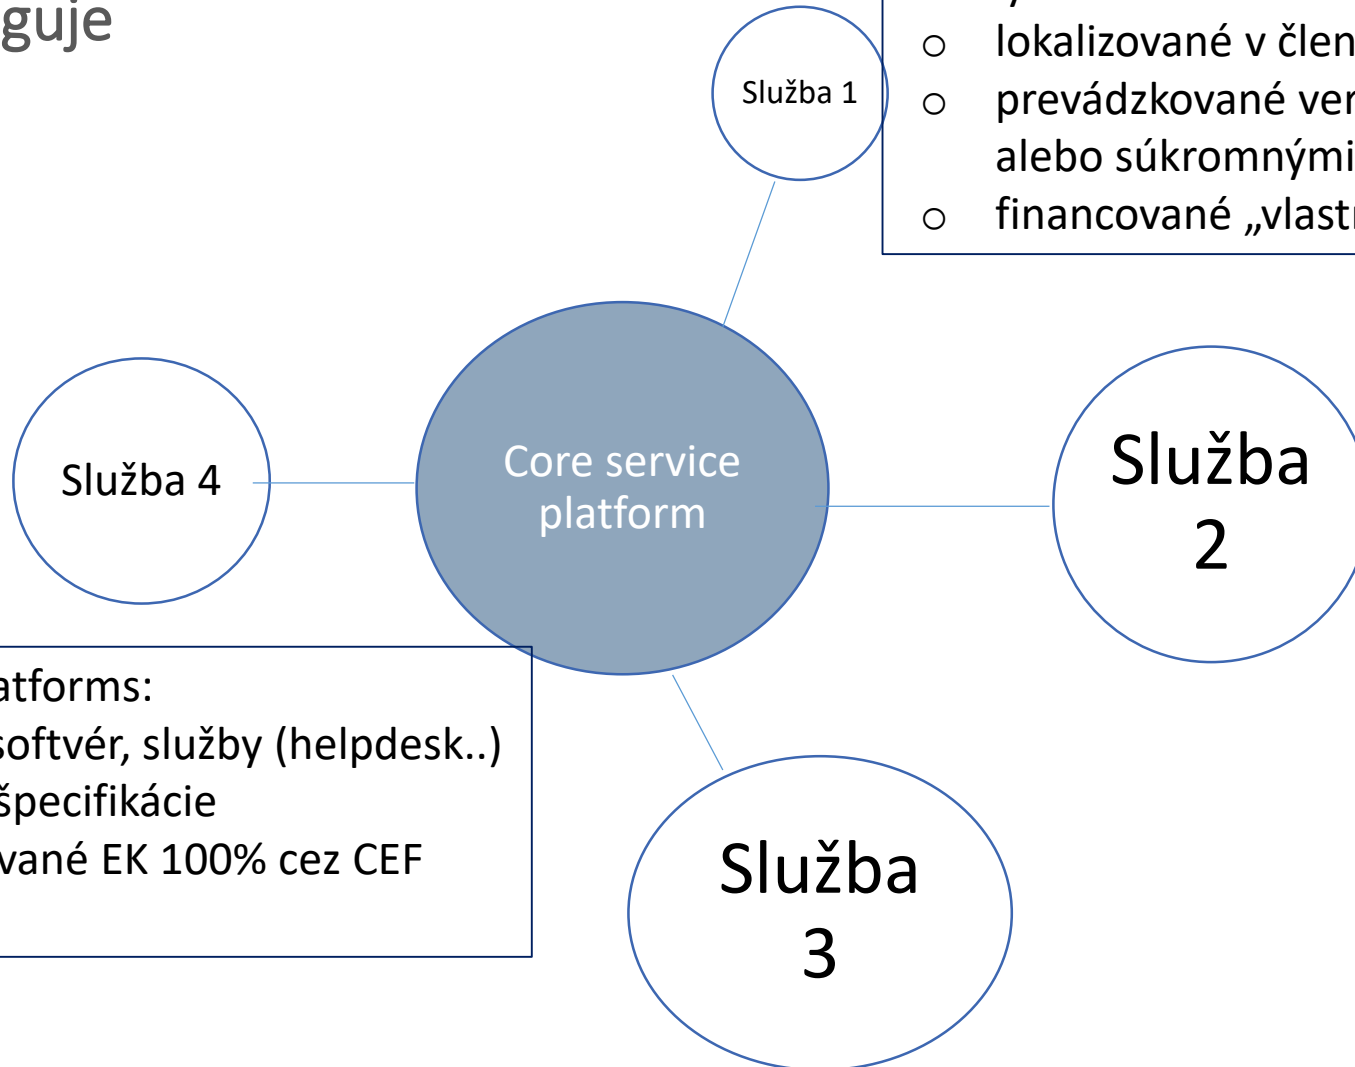 guje
o lokalizované v člen
o prevádzkované ver
alebo súkromnými
o financované „vlastr
Služba 1
Služba 4
Core service
platform
Služba
2
atforms:
softvér, služby (helpdesk..)
špecifikácie
vané EK 100% cez CEF
Služba
3